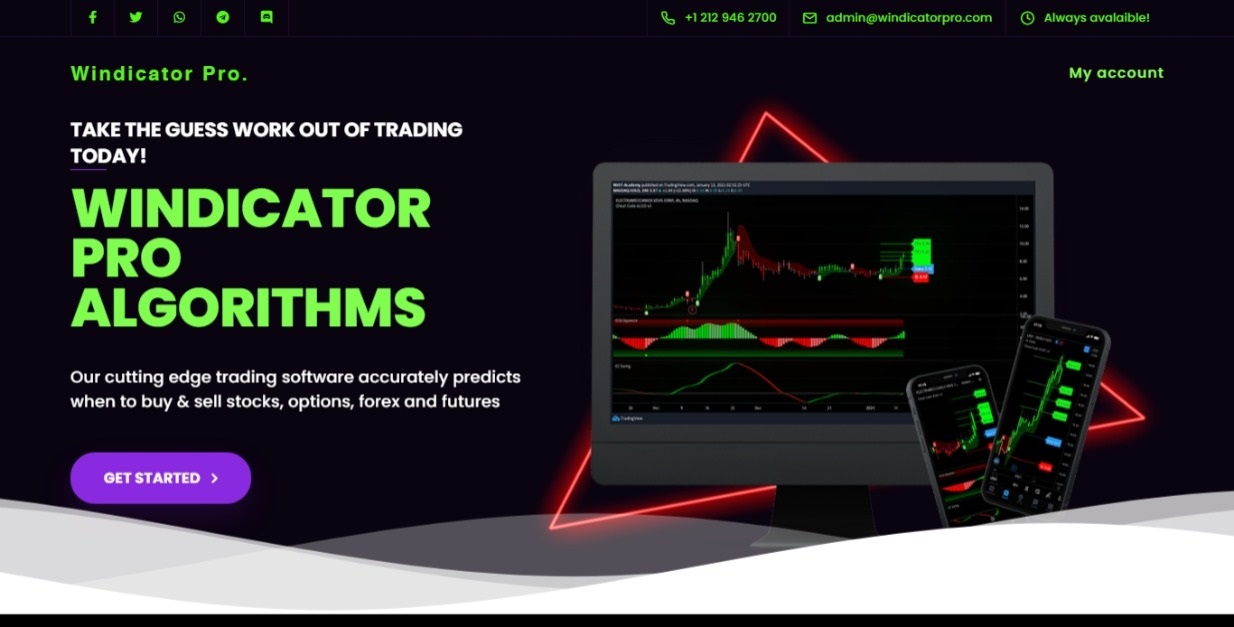 +1 212 946 2700
admin@windicatorpro.com
Always avalaible!
Windicator Pro.
My account
TAKE THE GUESS WORK OUT OF TRADING
TODAY!
WINDICATOR
PRO
ALGORITHMS
Our cutting edge trading software accurately predicts
when to buy & sell stocks, options, forex and futures
GET STARTED
TradingView